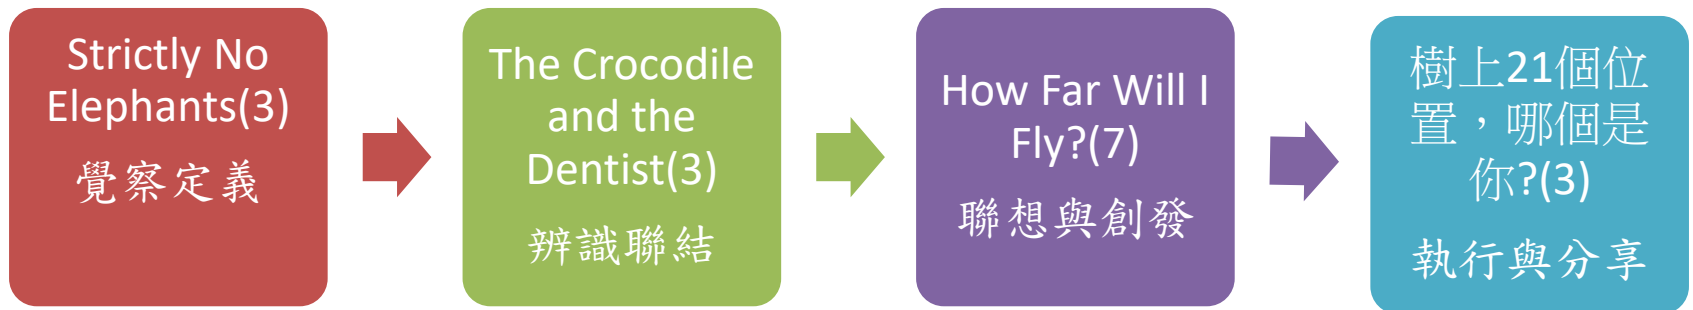 Strictly No
Elephants(3)
覺察定義
The Crocodile
and the
Dentist(3)
辨識聯結
How Far Will I
Fly?(7)
聯想與創發
樹上21個位
置，哪個是
你?(3)
執行與分享